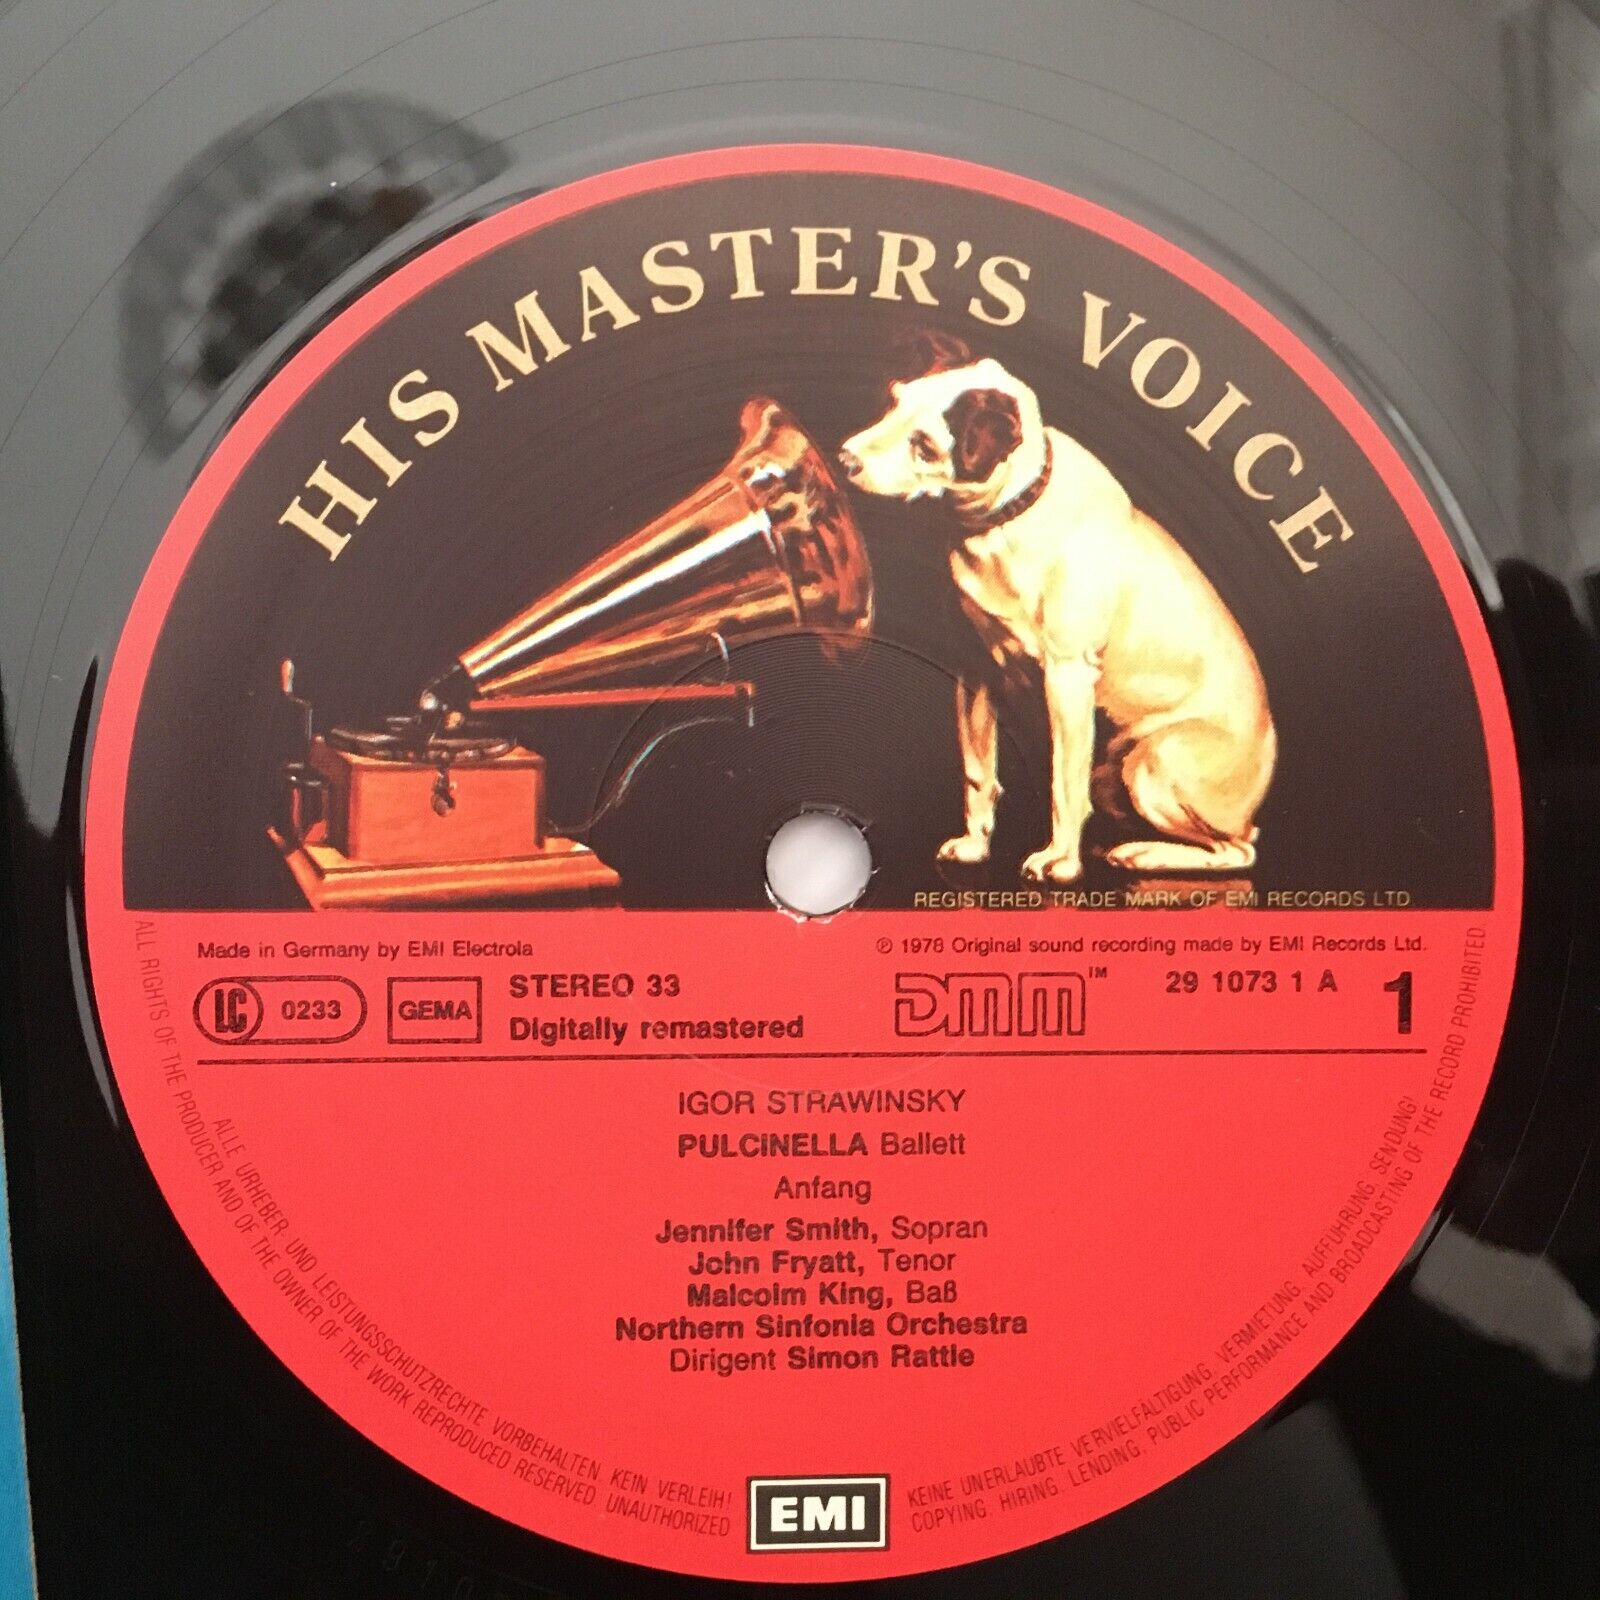 HIS MASTER'S VOICE
REGISTERED TRADE MARK OF EMI RECORDS LTD
Made in Germany by EMI Electrola
℗ 1978 Original sound recording made by EMI Records Ltd.
LC 0233
GEMA
STEREO 33
Digitally remastered
DMM™
29 1073 1 A
1
IGOR STRAWINSKY
PULCINELLA Ballett
Anfang
Jennifer Smith, Sopran
John Fryatt, Tenor
Malcolm King, Baß
Northern Sinfonia Orchestra
Dirigent Simon Rattle
ALLE URHEBER- UND LEISTUNGSSCHUTZRECHTE VORBEHALTEN. KEIN VERLEIH! KEINE UNERLAUBTE VERVIELFÄLTIGUNG, VERMIETUNG, AUFFÜHRUNG, SENDUNG!
ALL RIGHTS OF THE PRODUCER AND OF THE OWNER OF THE WORK REPRODUCED RESERVED. UNAUTHORIZED COPYING, HIRING, LENDING, PUBLIC PERFORMANCE AND BROADCASTING OF THE RECORD PROHIBITED.
EMI